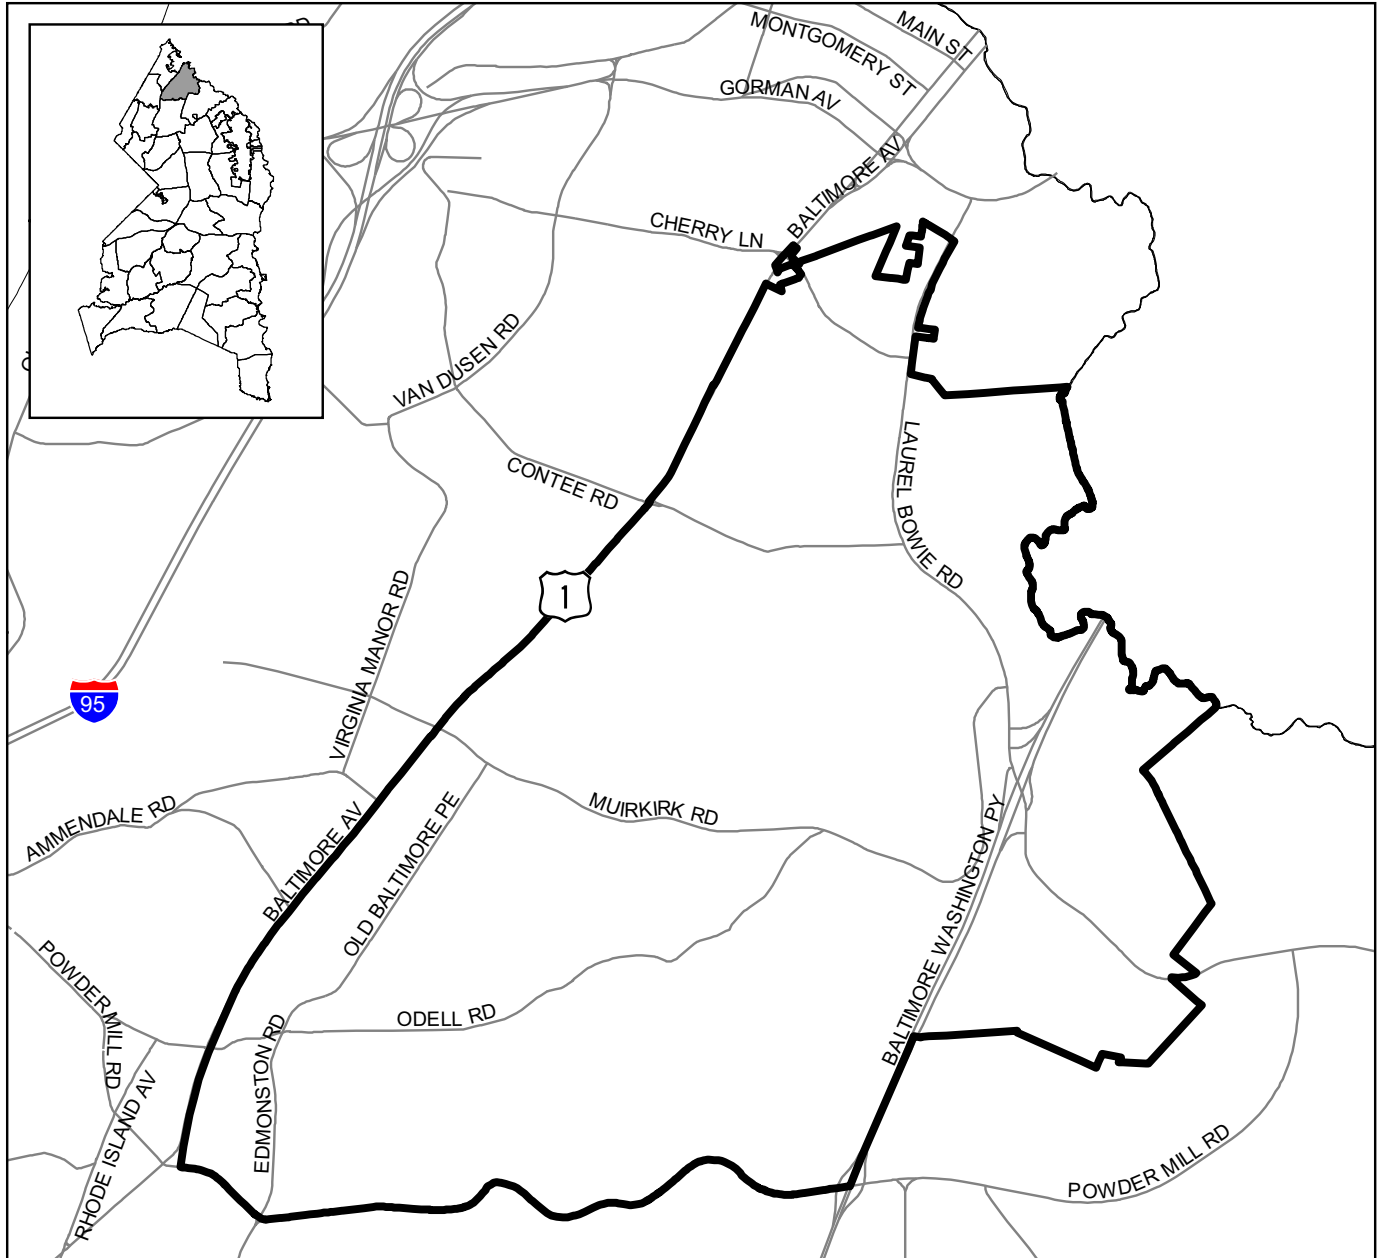 MAIN ST
MONTGOMERY ST
GORMAN AV
BALTIMORE AV
CHERRY LN
VAN DUSEN RD
CONTEE RD
LAUREL BOWIE RD
1
VIRGINIA MANOR RD
95
AMMENDALE RD
BALTIMORE AV
OLD BALTIMORE PE
MUIRKIRK RD
BALTIMORE WASHINGTON PY
POWDER MILL RD
ODELL RD
EDMONSTON RD
RHODE ISLAND AV
POWDER MILL RD